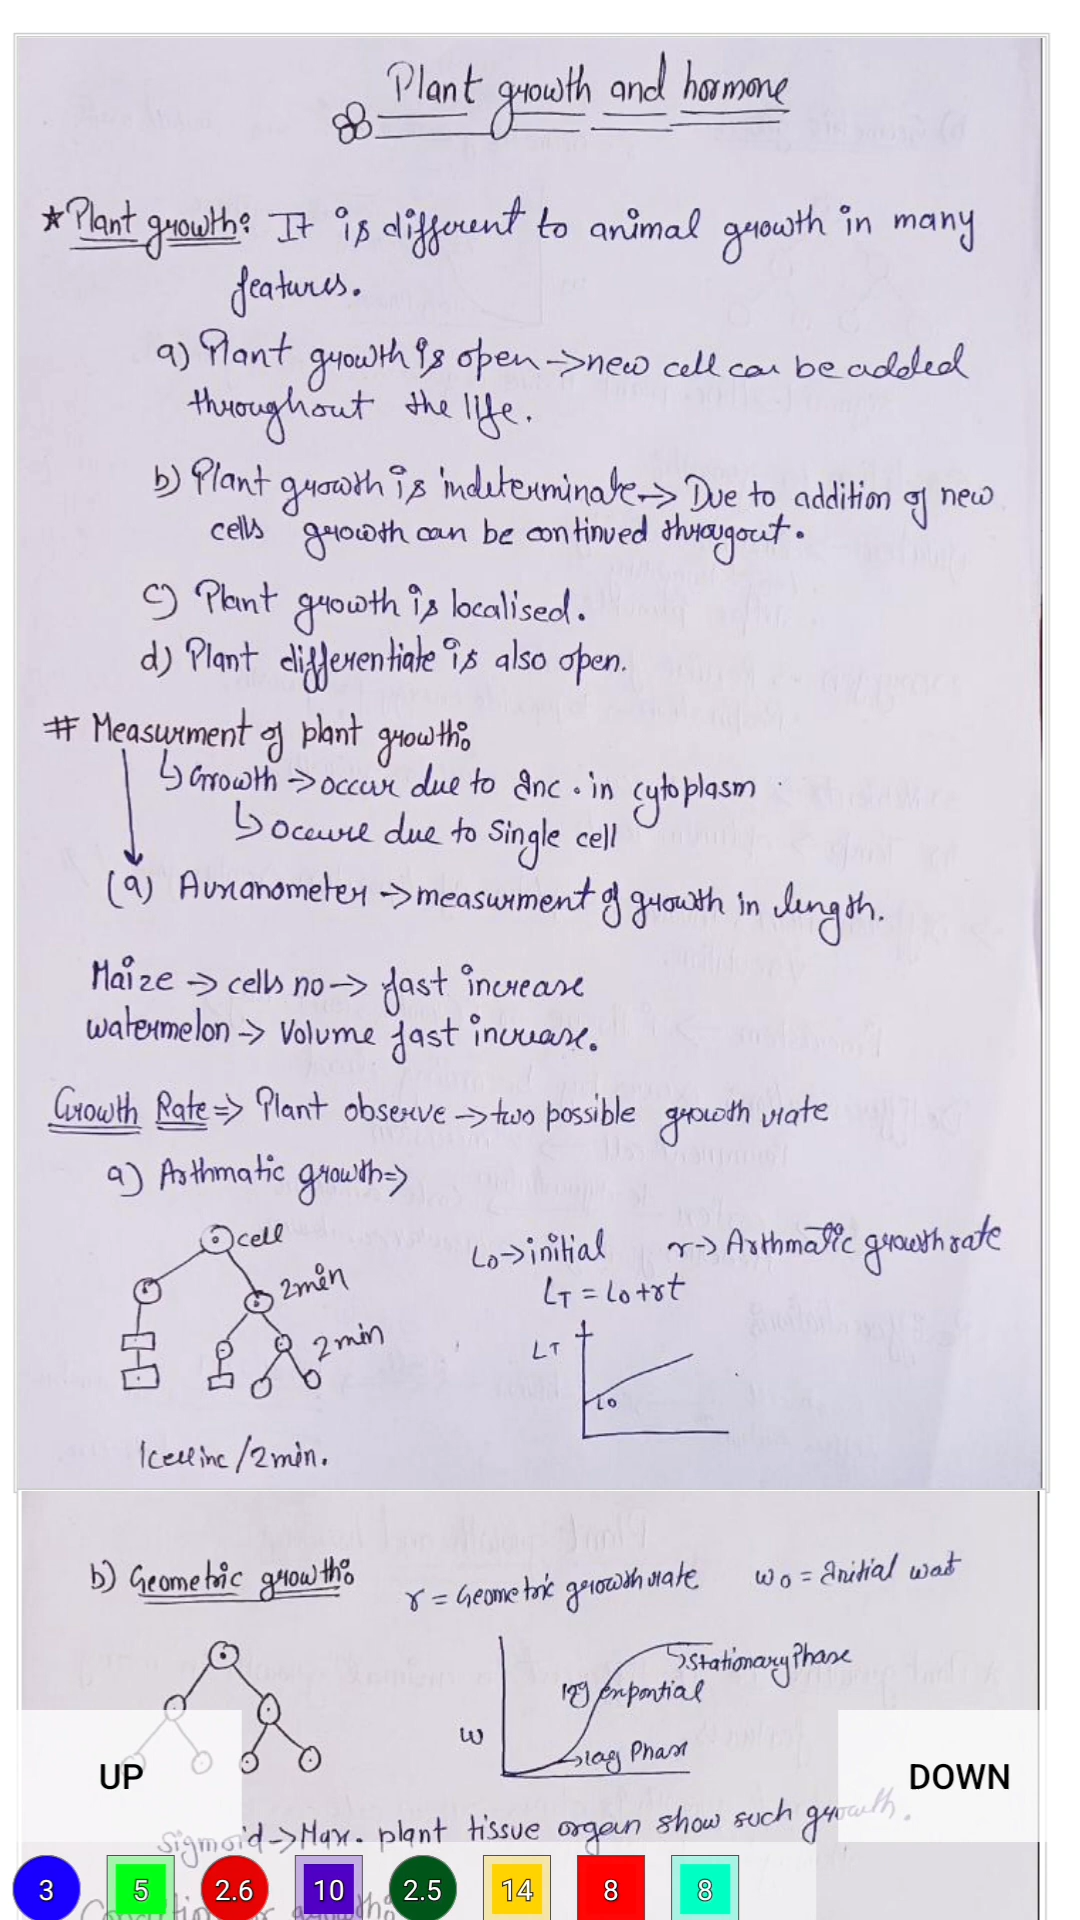 Plant growth and hormone
* Plant growth: It is different to animal growth in many
features.
a) Plant growth is open → new cell can be added
throughout the life.
b) Plant growth is indeterminate → Due to addition of new
cells growth can be continued througout.
c) Plant growth is localised.
d) Plant differentiate is also open.
# Measurment of plant growth:
↳ Growth → occur due to Inc. in cytoplasm
↳ occure due to single cell
(a) Auxanometer → measurment of growth in length.
Maize → cells no → fast increase
watermelon → volume fast increase.
Growth Rate ⇒ Plant observe → two possible growth rate
a) Arthmatic growth ⇒
cell
2min
2min
1cell inc /2min.
L0 → initial r → Arthmatic growth rate
LT = L0 + rt
LT
L0
b) Geometric growth:
r = Geometric growth rate w0 = Initial wat
→ Stationary Phase
log exponential
w
→ lag Phase
UP
DOWN
Sigmoid → Max. plant tissue organ show such growth.
3 5 2.6 10 2.5 14 8 8